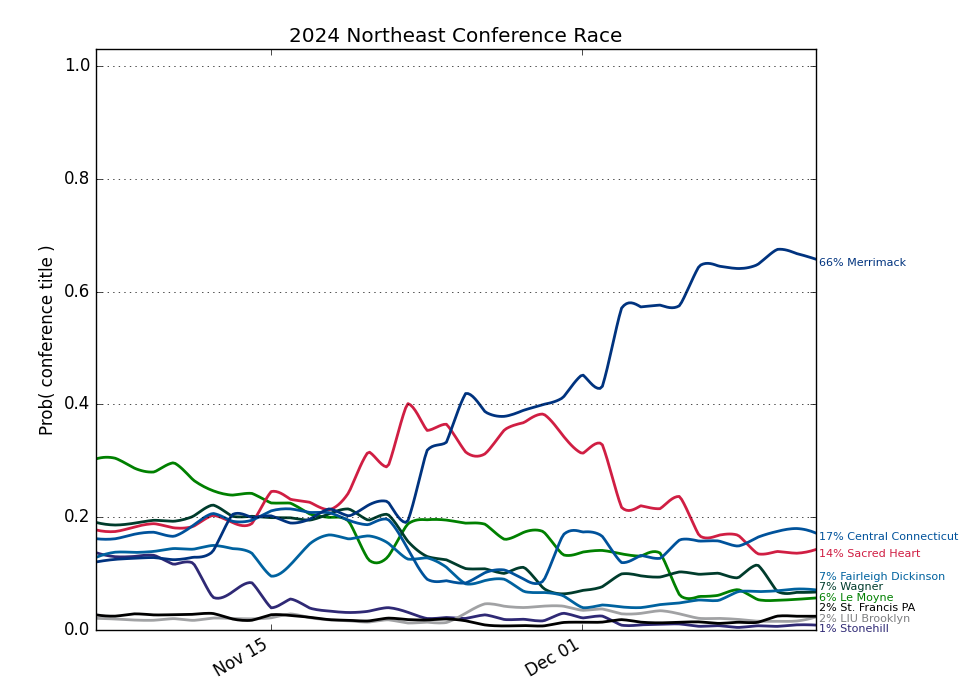 2024 Northeast Conference Race
Prob( conference title )
1.0
0.8
0.6
0.4
0.2
0.0
Nov 15
Dec 01
66% Merrimack
17% Central Connecticut
14% Sacred Heart
7% Fairleigh Dickinson
7% Wagner
6% Le Moyne
2% St. Francis PA
2% LIU Brooklyn
1% Stonehill